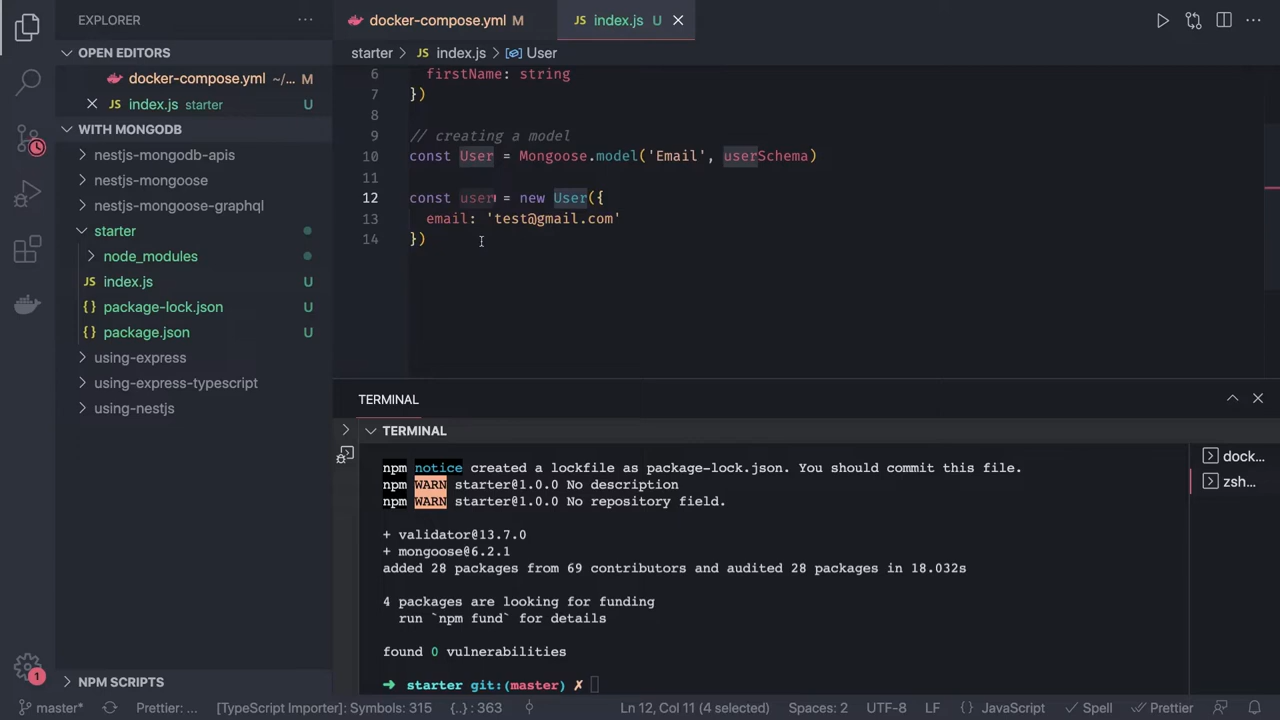 EXPLORER
OPEN EDITORS
docker-compose.yml ~/... M
JS index.js starter U
WITH MONGODB
nestjs-mongodb-apis
nestjs-mongoose
nestjs-mongoose-graphql
starter
node_modules
JS index.js U
{} package-lock.json U
{} package.json U
using-express
using-express-typescript
using-nestjs
NPM SCRIPTS
1
docker-compose.yml M
JS index.js U
starter > JS index.js > User
6 firstName: string
7 })
8
9 // creating a model
10 const User = Mongoose.model('Email', userSchema)
11
12 const user = new User({
13 email: 'test@gmail.com'
14 })
TERMINAL
TERMINAL
npm notice created a lockfile as package-lock.json. You should commit this file.
npm WARN starter@1.0.0 No description
npm WARN starter@1.0.0 No repository field.
+ validator@13.7.0
+ mongoose@6.2.1
added 28 packages from 69 contributors and audited 28 packages in 18.032s
4 packages are looking for funding
run `npm fund` for details
found 0 vulnerabilities
➜ starter git:(master) ✗
dock...
zsh...
master* Prettier: ... [TypeScript Importer]: Symbols: 315 {..} : 363 Ln 12, Col 11 (4 selected) Spaces: 2 UTF-8 LF {} JavaScript Spell Prettier